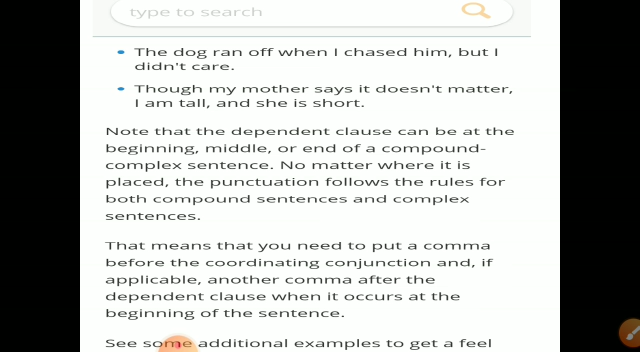 type to search
The dog ran off when I chased him, but I
didn't care.
Though my mother says it doesn't matter,
I am tall, and she is short.
Note that the dependent clause can be at the
beginning, middle, or end of a compound-
complex sentence. No matter where it is
placed, the punctuation follows the rules for
both compound sentences and complex
sentences.
That means that you need to put a comma
before the coordinating conjunction and, if
applicable, another comma after the
dependent clause when it occurs at the
beginning of the sentence.
See some additional examples to get a feel